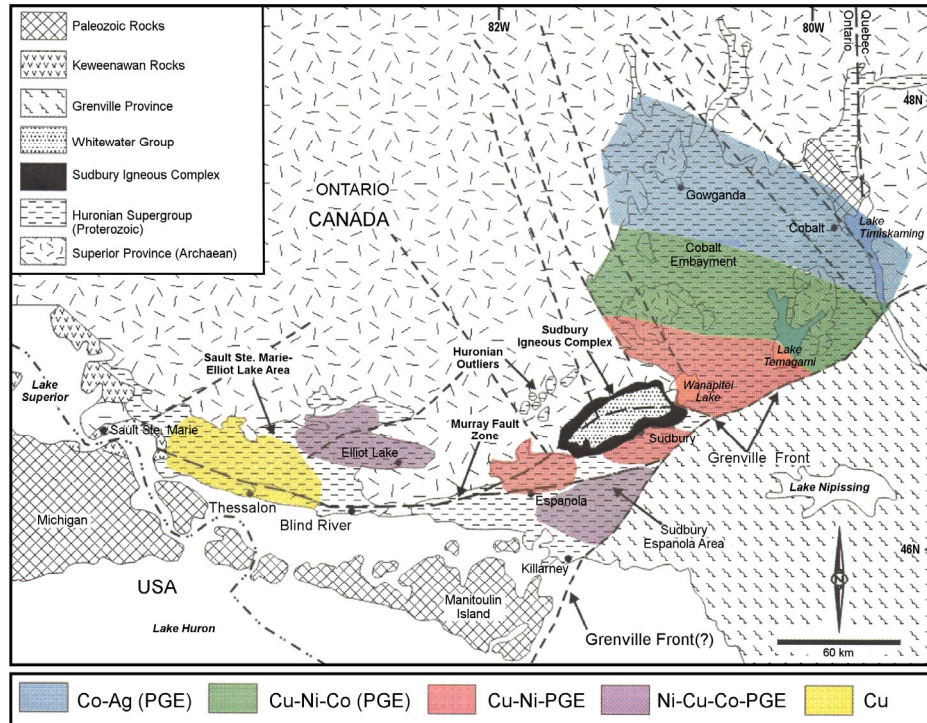 Paleozoic Rocks
Keweenawan Rocks
Grenville Province
Whitewater Group
Sudbury Igneous Complex
Huronian Supergroup
(Proterozoic)
Superior Province (Archaean)
82W
80W
Quebec
Ontario
48N
ONTARIO
CANADA
Gowganda
Cobalt
Lake
Timiskaming
Cobalt
Embayment
Sudbury
Igneous Complex
Lake
Temagami
Sault Ste. Marie-
Elliot Lake Area
Huronian
Outliers
Wanapitei
Lake
Lake
Superior
Sault Ste. Marie
Murray Fault
Zone
Sudbury
Elliot Lake
Grenville Front
Lake Nipissing
Espanola
Michigan
Thessalon
Blind River
Sudbury
Espanola Area
46N
Killarney
USA
Manitoulin
Island
N
Lake Huron
Grenville Front(?)
60 km
Co-Ag (PGE)
Cu-Ni-Co (PGE)
Cu-Ni-PGE
Ni-Cu-Co-PGE
Cu